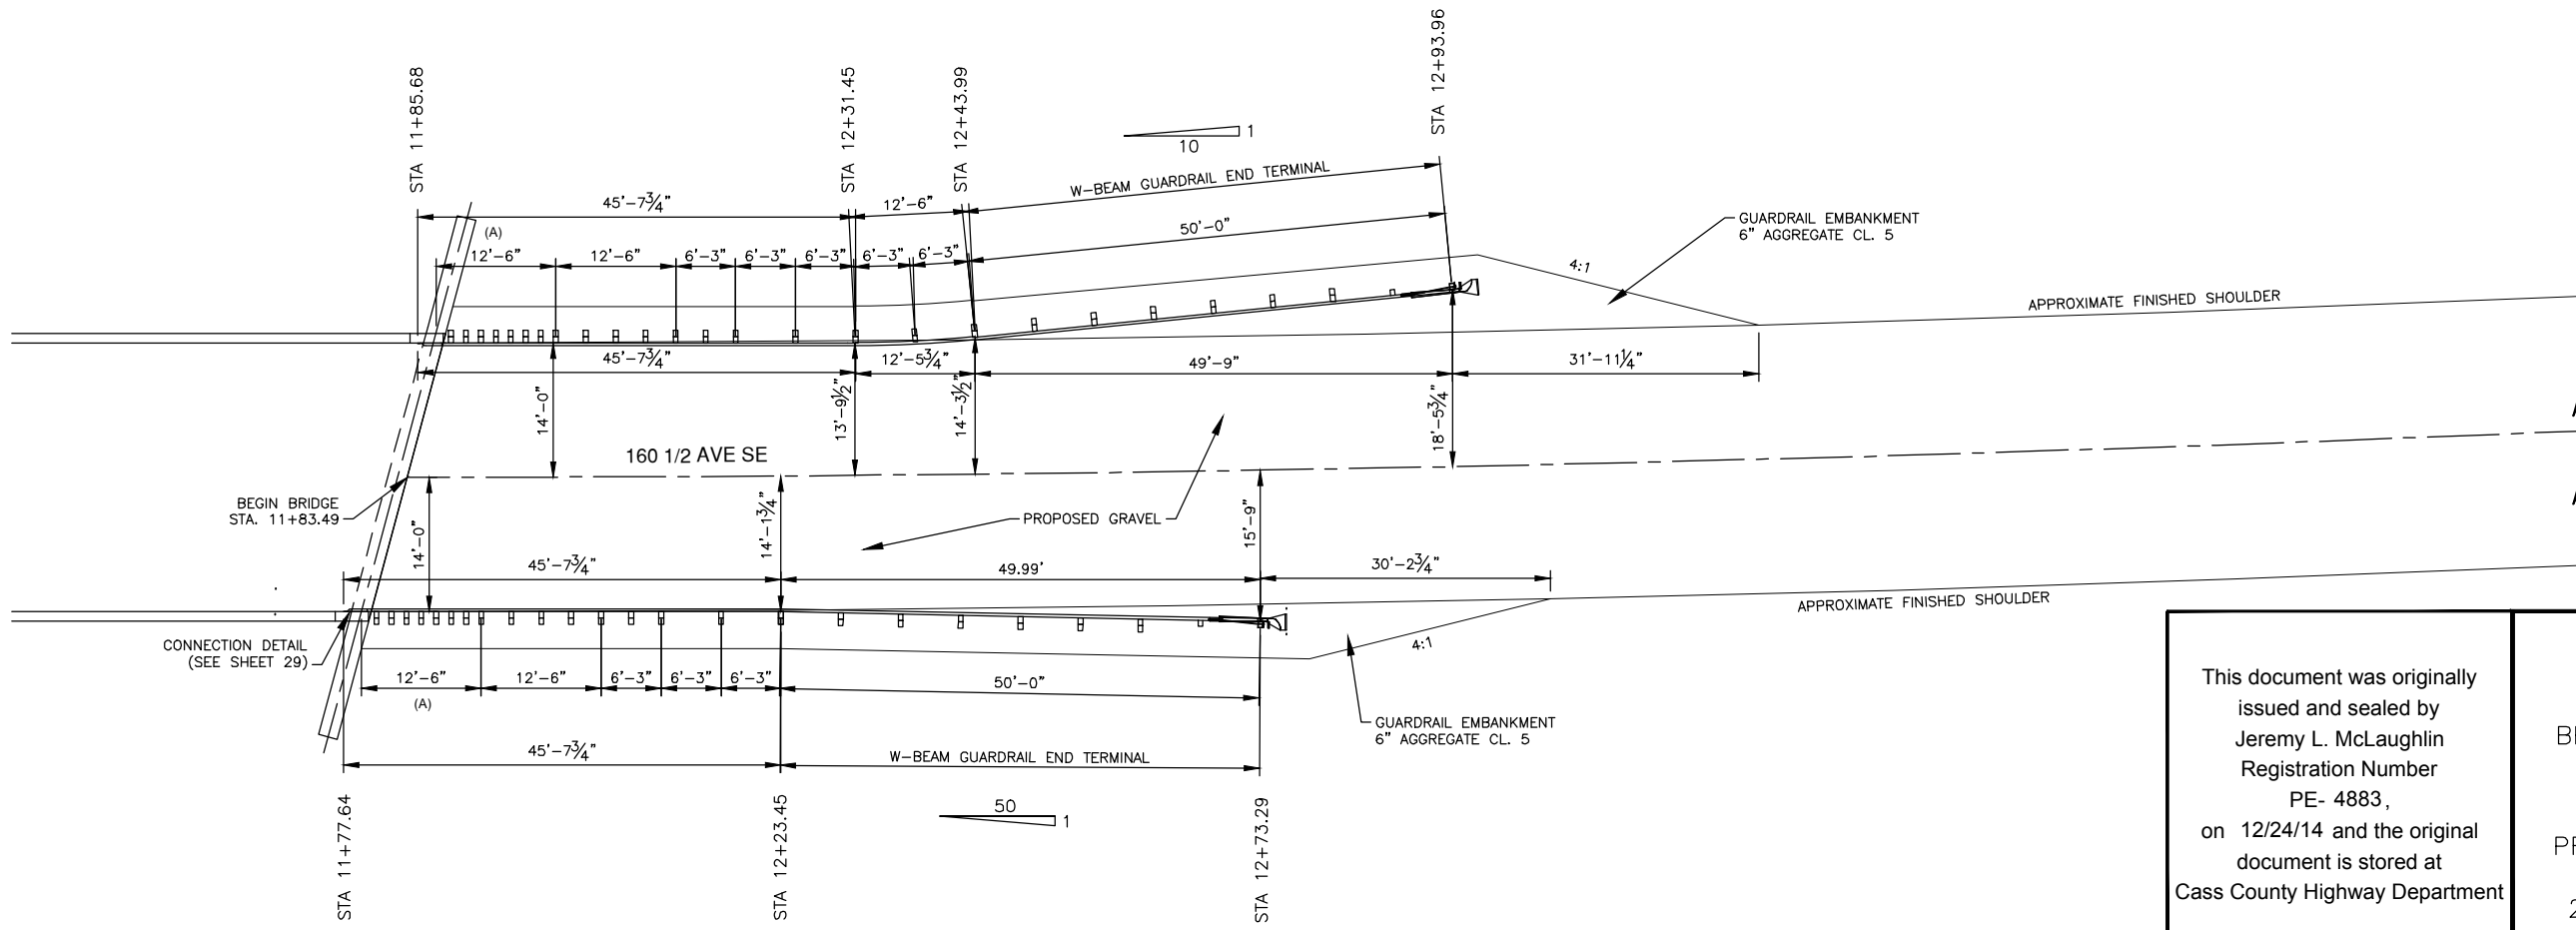 STA 11+85.68
STA 12+31.45
STA 12+43.99
STA 12+93.96
1
10
W-BEAM GUARDRAIL END TERMINAL
45'-7¾"
12'-6"
50'-0"
(A)
12'-6"
12'-6"
6'-3"
6'-3"
6'-3"
6'-3"
6'-3"
GUARDRAIL EMBANKMENT
6" AGGREGATE CL. 5
4:1
APPROXIMATE FINISHED SHOULDER
45'-7¾"
12'-5¾"
49'-9"
31'-11¼"
14'-0"
13'-9½"
14'-3½"
18'-5¾"
160 1/2 AVE SE
BEGIN BRIDGE
STA. 11+83.49
14'-0"
14'-1¾"
PROPOSED GRAVEL
15'-9"
45'-7¾"
49.99'
30'-2¾"
APPROXIMATE FINISHED SHOULDER
CONNECTION DETAIL
(SEE SHEET 29)
4:1
12'-6"
12'-6"
6'-3"
6'-3"
6'-3"
50'-0"
(A)
GUARDRAIL EMBANKMENT
6" AGGREGATE CL. 5
45'-7¾"
W-BEAM GUARDRAIL END TERMINAL
50
1
STA 11+77.64
STA 12+23.45
STA 12+73.29
This document was originally
issued and sealed by
Jeremy L. McLaughlin
Registration Number
PE- 4883,
on 12/24/14 and the original
document is stored at
Cass County Highway Department